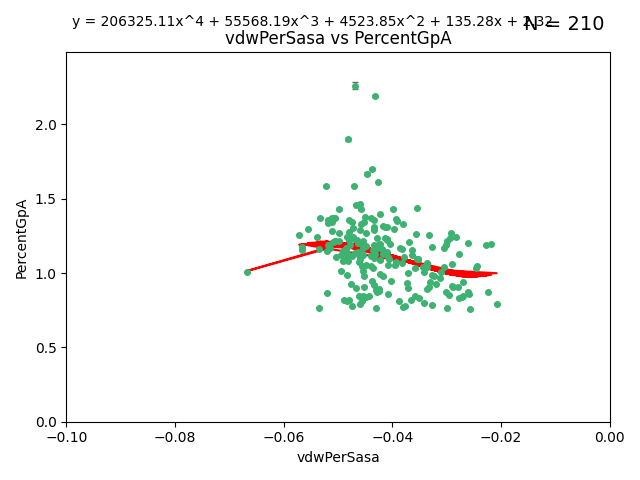 y = 206325.11x^4 + 55568.19x^3 + 4523.85x^2 + 135.28x + 2.32
N = 210
vdwPerSasa vs PercentGpA
PercentGpA
2.0
1.5
1.0
0.5
0.0
−0.10 −0.08 −0.06 −0.04 −0.02 0.00
vdwPerSasa